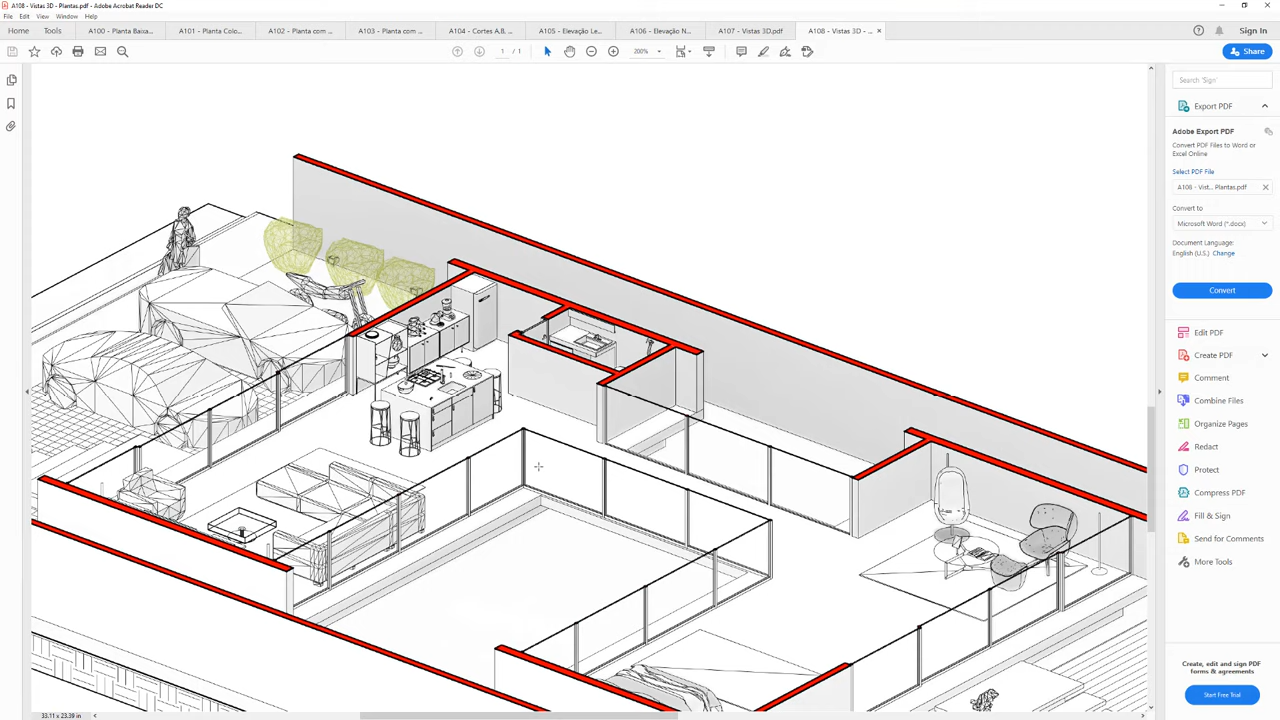 A108 - Vistas 3D - Plantas.pdf - Adobe Acrobat Reader DC
File Edit View Window Help
Home Tools A100 - Planta Baixa... A101 - Planta Colo... A102 - Planta com ... A103 - Planta com ... A104 - Cortes A.B. ... A105 - Elevação Le... A106 - Elevação N... A107 - Vistas 3D.pdf A108 - Vistas 3D - ... Sign In
1 / 1 200% Share
Search 'Sign'
Export PDF
Adobe Export PDF
Convert PDF Files to Word or
Excel Online
Select PDF File
A108 - Vist... Plantas.pdf
Convert to
Microsoft Word (*.docx)
Document Language:
English (U.S.) Change
Convert
Edit PDF
Create PDF
Comment
Combine Files
Organize Pages
Redact
Protect
Compress PDF
Fill & Sign
Send for Comments
More Tools
Create, edit and sign PDF
forms & agreements
Start Free Trial
33.11 x 23.39 in